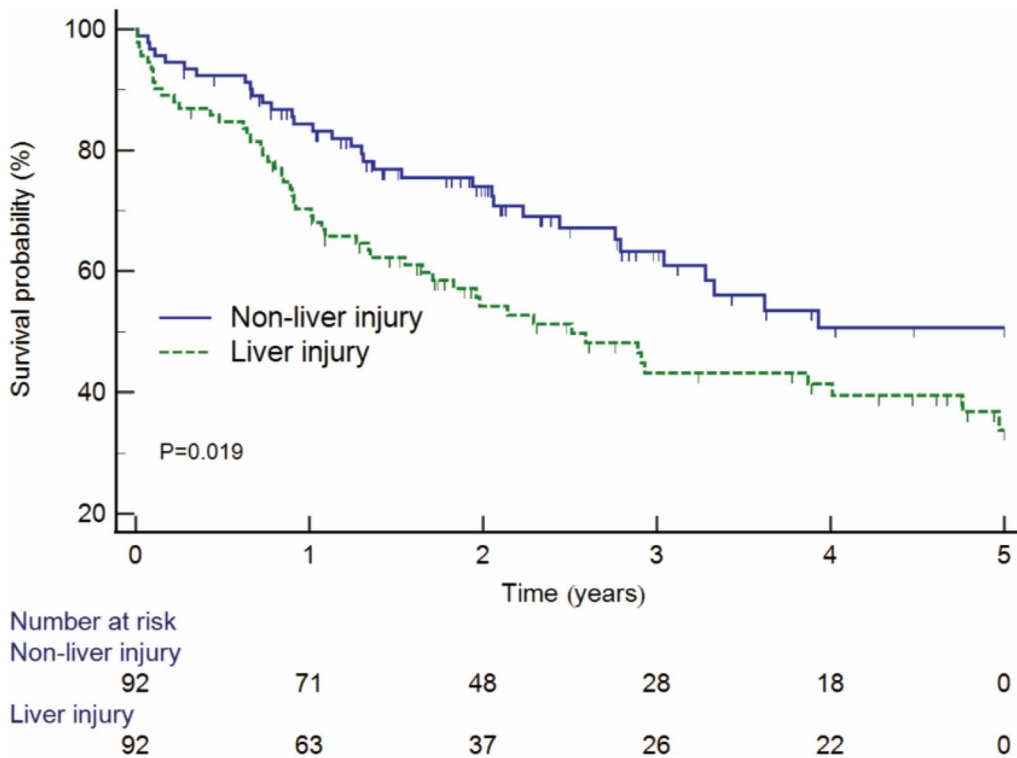 Survival probability (%)
100
80
60
40
20
Non-liver injury
Liver injury
P=0.019
0 1 2 3 4 5
Time (years)
Number at risk
Non-liver injury
92 71 48 28 18 0
Liver injury
92 63 37 26 22 0